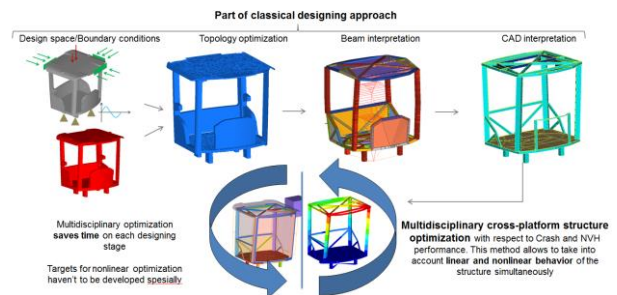 Part of classical designing approach
Design space/Boundary conditions
Topology optimization
Beam interpretation
CAD interpretation
Multidisciplinary optimization
saves time on each designing
stage
Targets for nonlinear optimization
haven't to be developed spesially
Multidisciplinary cross-platform structure
optimization with respect to Crash and NVH
performance. This method allows to take into
account linear and nonlinear behavior of the
structure simultaneously